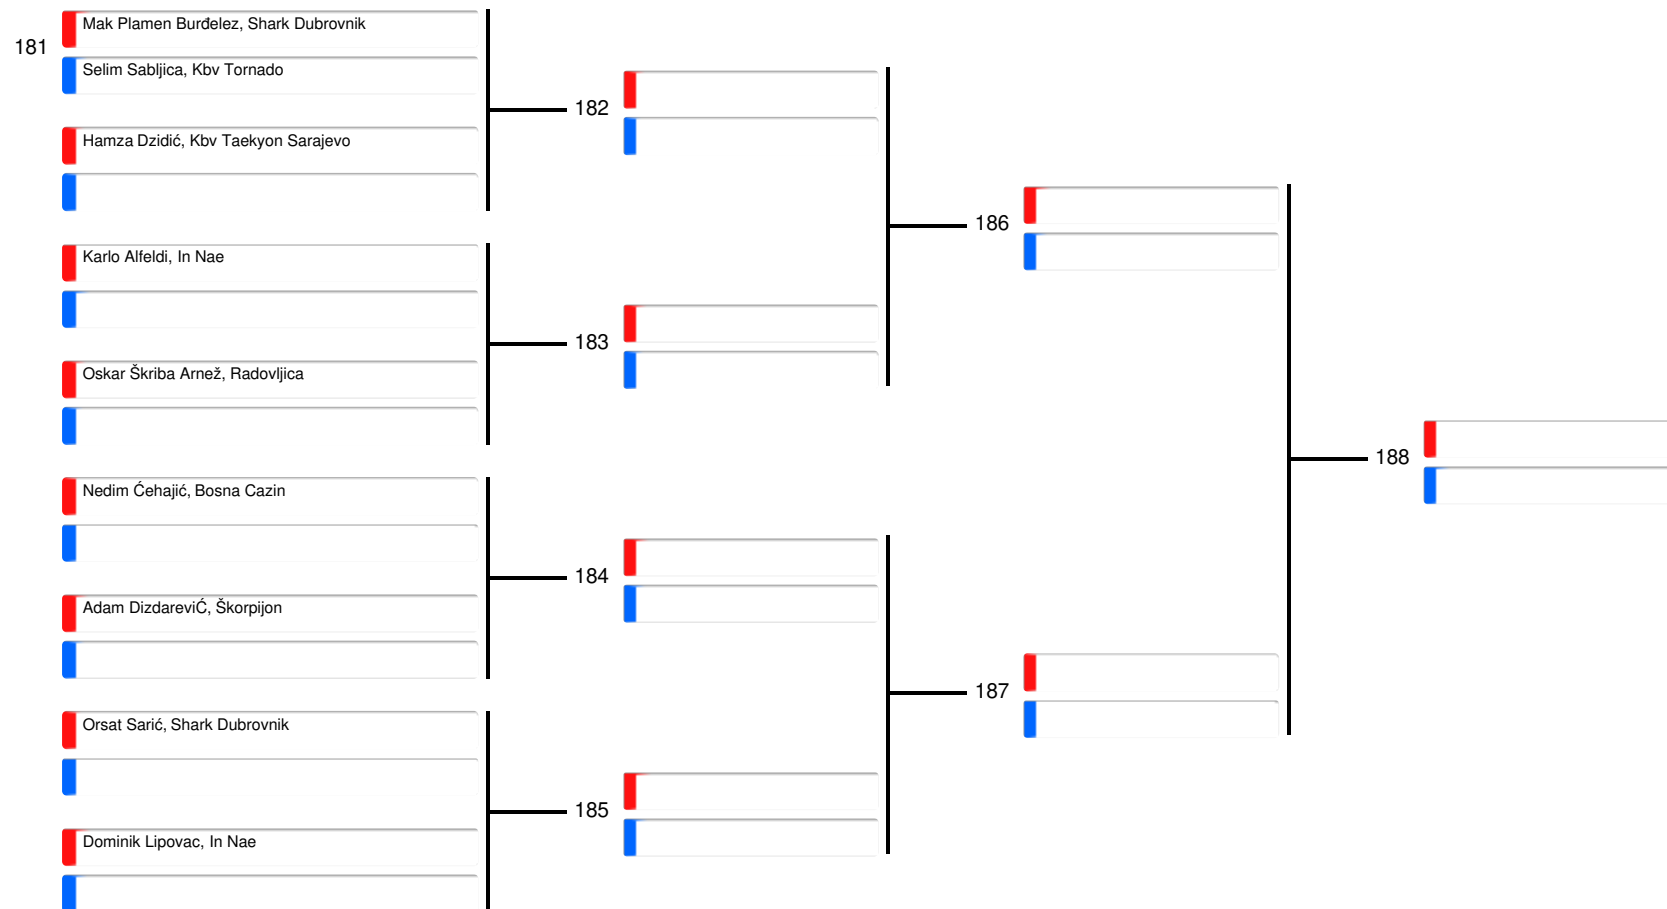 Mak Plamen Burđelez, Shark Dubrovnik
181
Selim Sabljica, Kbv Tornado
182
Hamza Dzidić, Kbv Taekyon Sarajevo
186
Karlo Alfeldi, In Nae
183
Oskar Škriba Arnež, Radovljica
188
Nedim Ćehajić, Bosna Cazin
184
Adam DizdareviĆ, Škorpijon
187
Orsat Sarić, Shark Dubrovnik
185
Dominik Lipovac, In Nae